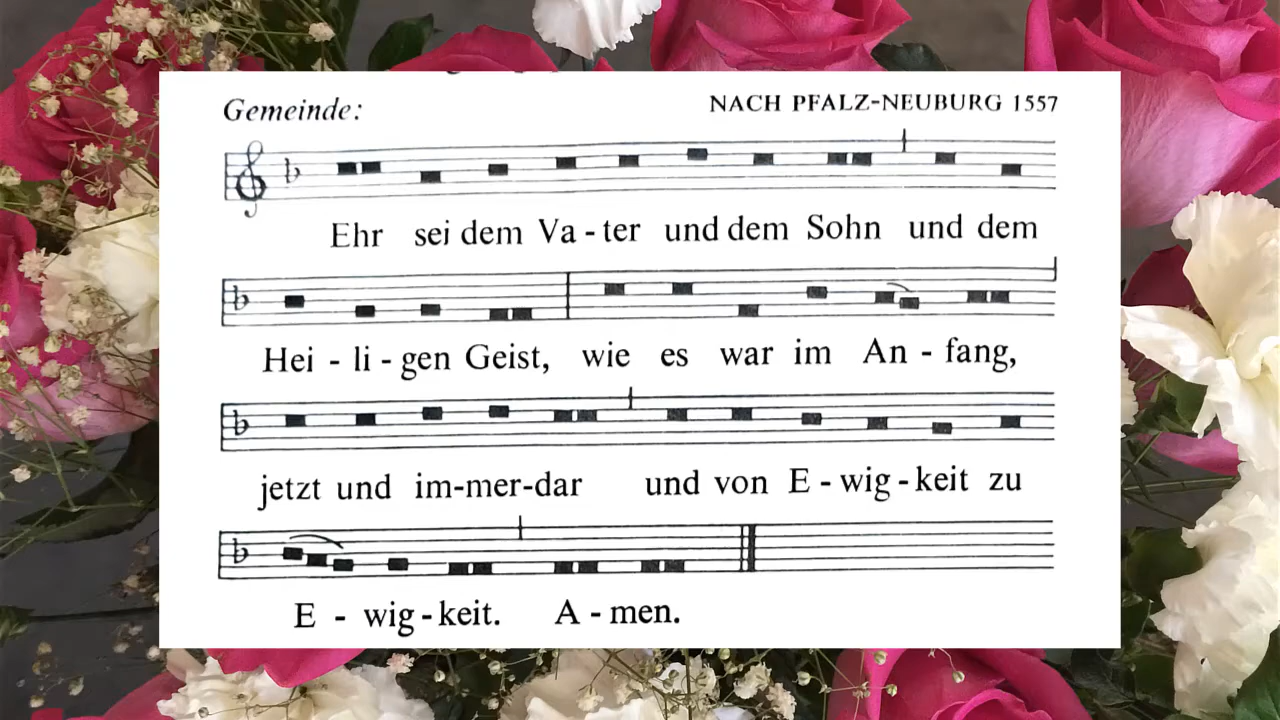 Gemeinde: NACH PFALZ-NEUBURG 1557
Ehr sei dem Va - ter und dem Sohn und dem
Hei - li - gen Geist, wie es war im An - fang,
jetzt und im-mer-dar und von E - wig - keit zu
E - wig - keit. A - men.